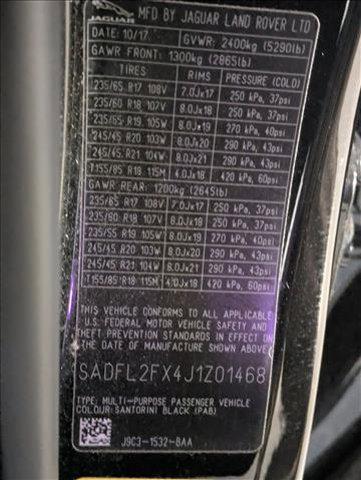 JAGUAR MFD BY JAGUAR LAND ROVER LTD
DATE: 10/17 GVWR: 2400kg (5290lb)
GAWR FRONT: 1300kg (2865lb)
TIRES RIMS PRESSURE (COLD)
235/65 R17 108V 7.0Jx17 250 kPa, 37psi
235/60 R18 107V 8.0Jx18 250 kPa, 37psi
235/55 R19 105W 8.0Jx19 270 kPa, 40psi
245/45 R20 103W 8.0Jx20 290 kPa, 43psi
245/45 R21 104W 8.0Jx21 290 kPa, 43psi
T155/85 R18 115M 4.0Jx18 420 kPa, 60psi
GAWR REAR: 1200kg (2645lb)
235/65 R17 108V 7.0Jx17 250 kPa, 37psi
235/60 R18 107V 8.0Jx18 250 kPa, 37psi
235/55 R19 105W 8.0Jx19 270 kPa, 40psi
245/45 R20 103W 8.0Jx20 290 kPa, 43psi
245/45 R21 104W 8.0Jx21 290 kPa, 43psi
T155/85 R18 115M 4.0Jx18 420 kPa, 60psi
THIS VEHICLE CONFORMS TO ALL APPLICABLE
U.S. FEDERAL MOTOR VEHICLE SAFETY AND
THEFT PREVENTION STANDARDS IN EFFECT ON
THE DATE OF MANUFACTURE SHOWN ABOVE
SADFL2FX4J1Z01468
TYPE: MULTI-PURPOSE PASSENGER VEHICLE
COLOUR: SANTORINI BLACK (PAB)
J9C3-1532-BAA